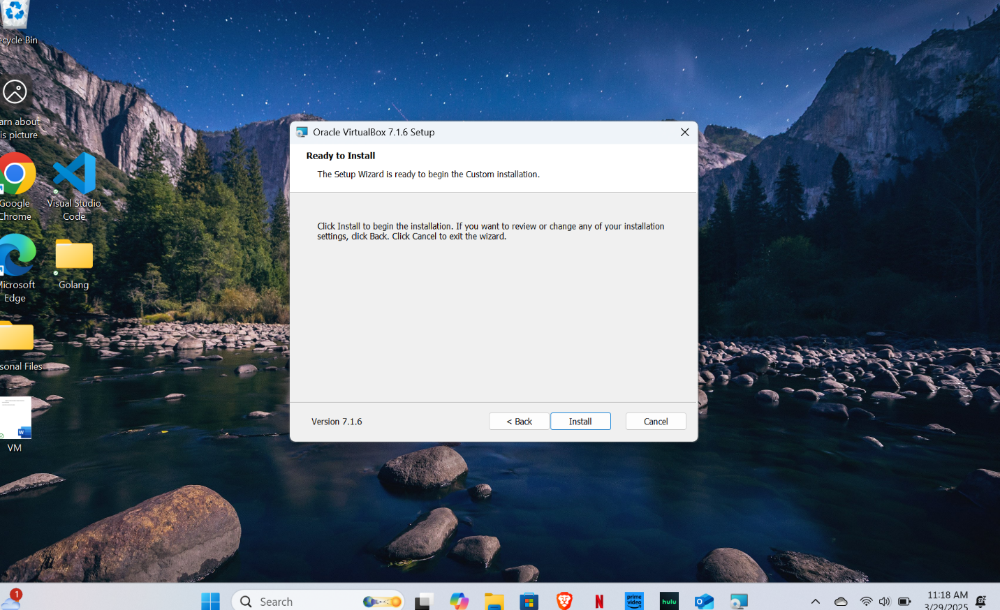 ecycle Bin
arn about
is picture
Google
Chrome
Visual Studio
Code
Microsoft
Edge
Golang
sonal Files
W
VM
Oracle VirtualBox 7.1.6 Setup
Ready to Install
The Setup Wizard is ready to begin the Custom installation.
Click Install to begin the installation. If you want to review or change any of your installation
settings, click Back. Click Cancel to exit the wizard.
Version 7.1.6
< Back
Install
Cancel
1
Search
N
prime
video
hulu
11:18 AM
3/29/2025